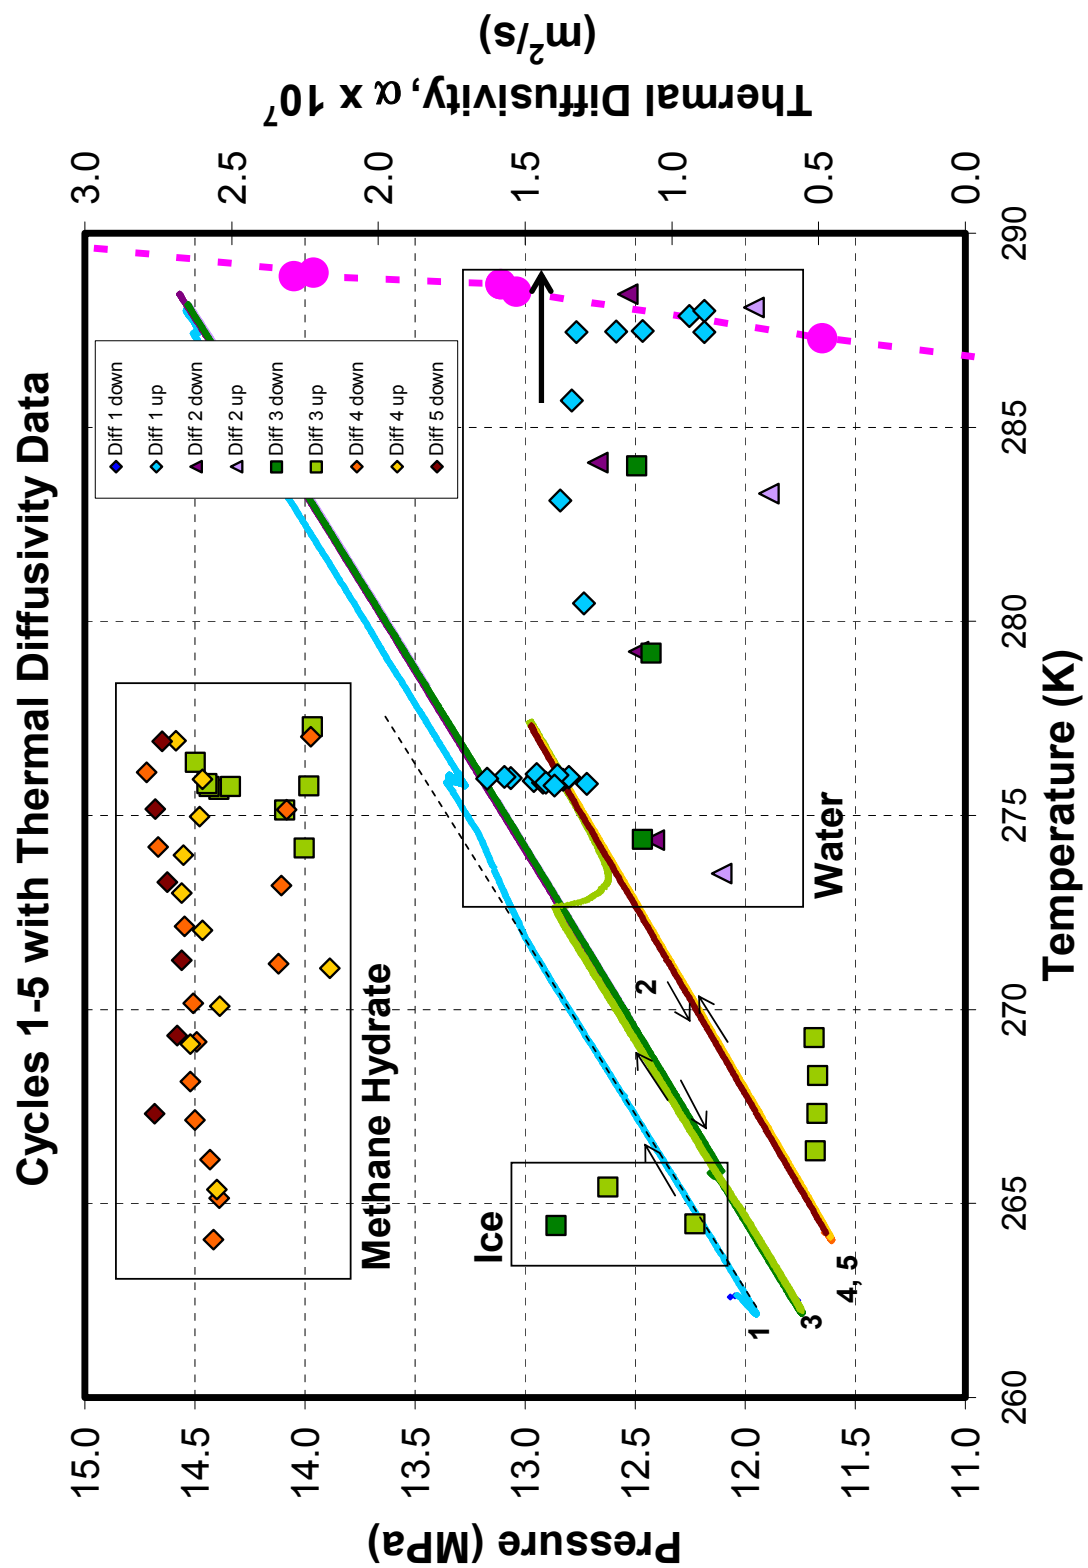 Cycles 1-5 with Thermal Diffusivity Data
Pressure (MPa)
15.0
14.5
14.0
13.5
13.0
12.5
12.0
11.5
11.0
260
265
270
275
280
285
290
Temperature (K)
3.0
2.5
2.0
1.5
1.0
0.5
0.0
Thermal Diffusivity, α x 10⁷
(m²/s)
Diff 1 down
Diff 1 up
Diff 2 down
Diff 2 up
Diff 3 down
Diff 3 up
Diff 4 down
Diff 4 up
Diff 5 down
Methane Hydrate
Ice
Water
2
1
3
4, 5